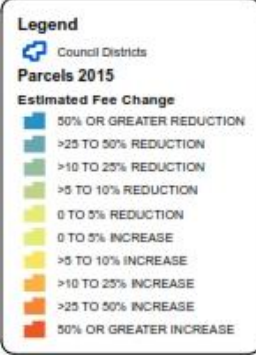 Legend
Council Districts
Parcels 2015
Estimated Fee Change
50% OR GREATER REDUCTION
>25 TO 50% REDUCTION
>10 TO 25% REDUCTION
>5 TO 10% REDUCTION
0 TO 5% REDUCTION
0 TO 5% INCREASE
>5 TO 10% INCREASE
>10 TO 25% INCREASE
>25 TO 50% INCREASE
50% OR GREATER INCREASE